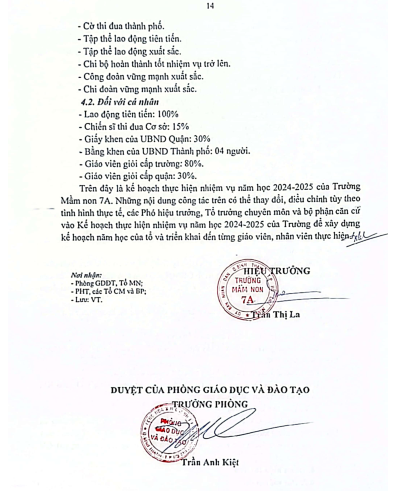 14
- Cờ thi đua thành phố.
- Tập thể lao động tiên tiến.
- Tập thể lao động xuất sắc.
- Chi bộ hoàn thành tốt nhiệm vụ trở lên.
- Công đoàn vững mạnh xuất sắc.
- Chi đoàn vững mạnh xuất sắc.
4.2. Đối với cá nhân
- Lao động tiên tiến: 100%
- Chiến sĩ thi đua Cơ sở: 15%
- Giấy khen của UBND Quận: 30%
- Bằng khen của UBND Thành phố: 04 người.
- Giáo viên giỏi cấp trường: 80%.
- Giáo viên giỏi cấp quận: 30%.
Trên đây là kế hoạch thực hiện nhiệm vụ năm học 2024-2025 của Trường
Mầm non 7A. Những nội dung công tác trên có thể thay đổi, điều chỉnh tùy theo
tình hình thực tế, các Phó hiệu trưởng, Tổ trưởng chuyên môn và bộ phận căn cứ
vào Kế hoạch thực hiện nhiệm vụ năm học 2024-2025 của Trường để xây dựng
kế hoạch năm học của tổ và triển khai đến từng giáo viên, nhân viên thực hiện.
Nơi nhận:
- Phòng GDĐT, Tổ MN;
- PHT, các Tổ CM và BP;
- Lưu: VT.
HIỆU TRƯỞNG
TRƯỜNG
MẦM NON
7A
Trần Thị La
DUYỆT CỦA PHÒNG GIÁO DỤC VÀ ĐÀO TẠO
TRƯỞNG PHÒNG
PHÒNG
GIÁO DỤC
VÀ ĐÀO TẠO
Trần Anh Kiệt